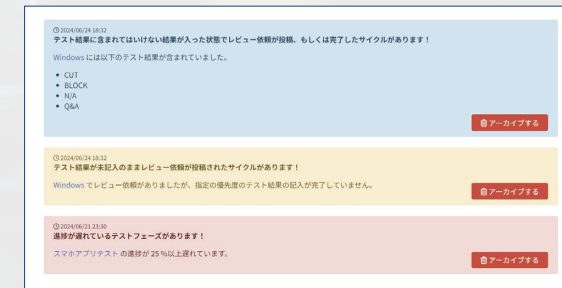 2024/06/24 18:32
テスト結果に含まれてはいけない結果が入った状態でレビュー依頼が投稿、もしくは完了したサイクルがあります！
Windows には以下のテスト結果が含まれていました。
• CUT
• BLOCK
• N/A
• Q&A
アーカイブする
2024/06/24 18:32
テスト結果が未記入のままレビュー依頼が投稿されたサイクルがあります！
Windows でレビュー依頼がありましたが、指定の優先度のテスト結果の記入が完了していません。
アーカイブする
2024/06/21 23:30
進捗が遅れているテストフェーズがあります！
スマホアプリテスト の進捗が 25 %以上遅れています。
アーカイブする